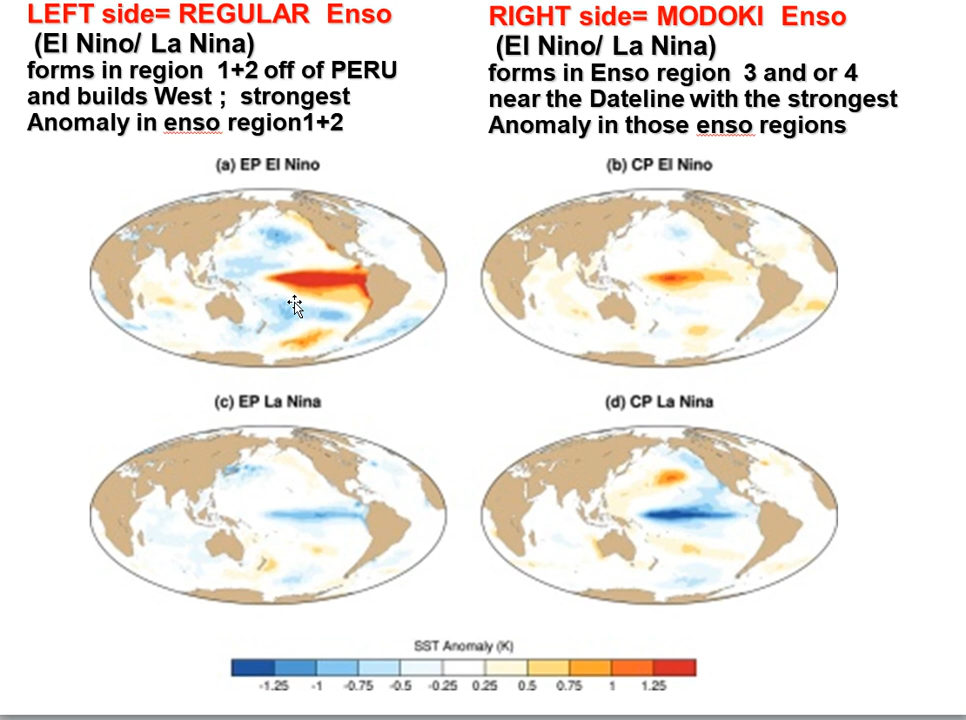 LEFT side= REGULAR Enso
(El Nino/ La Nina)
forms in region 1+2 off of PERU
and builds West ; strongest
Anomaly in enso region1+2
RIGHT side= MODOKI Enso
(El Nino/ La Nina)
forms in Enso region 3 and or 4
near the Dateline with the strongest
Anomaly in those enso regions
(a) EP El Nino
(b) CP El Nino
(c) EP La Nina
(d) CP La Nina
SST Anomaly (K)
-1.25 -1 -0.75 -0.5 -0.25 0.25 0.5 0.75 1 1.25